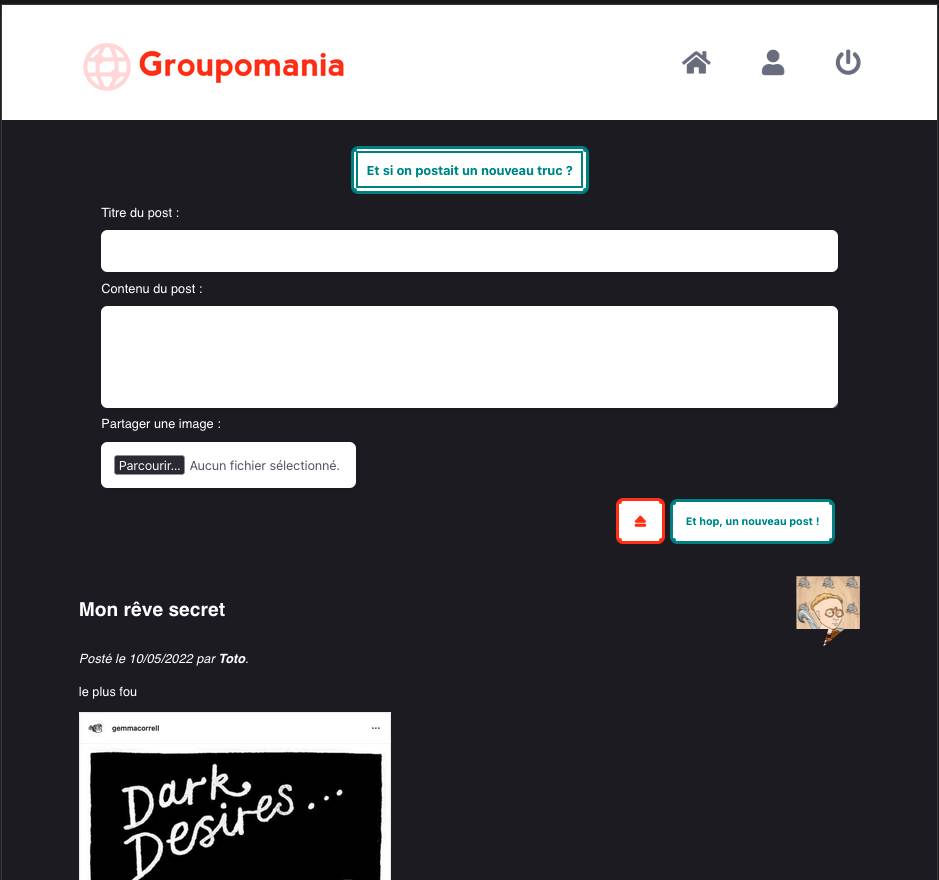 Groupomania
Et si on postait un nouveau truc ?
Titre du post :
Contenu du post :
Partager une image :
Parcourir... Aucun fichier sélectionné.
Et hop, un nouveau post !
Mon rêve secret
Posté le 10/05/2022 par Toto.
le plus fou
gemmacorrell
Dark
Desires...